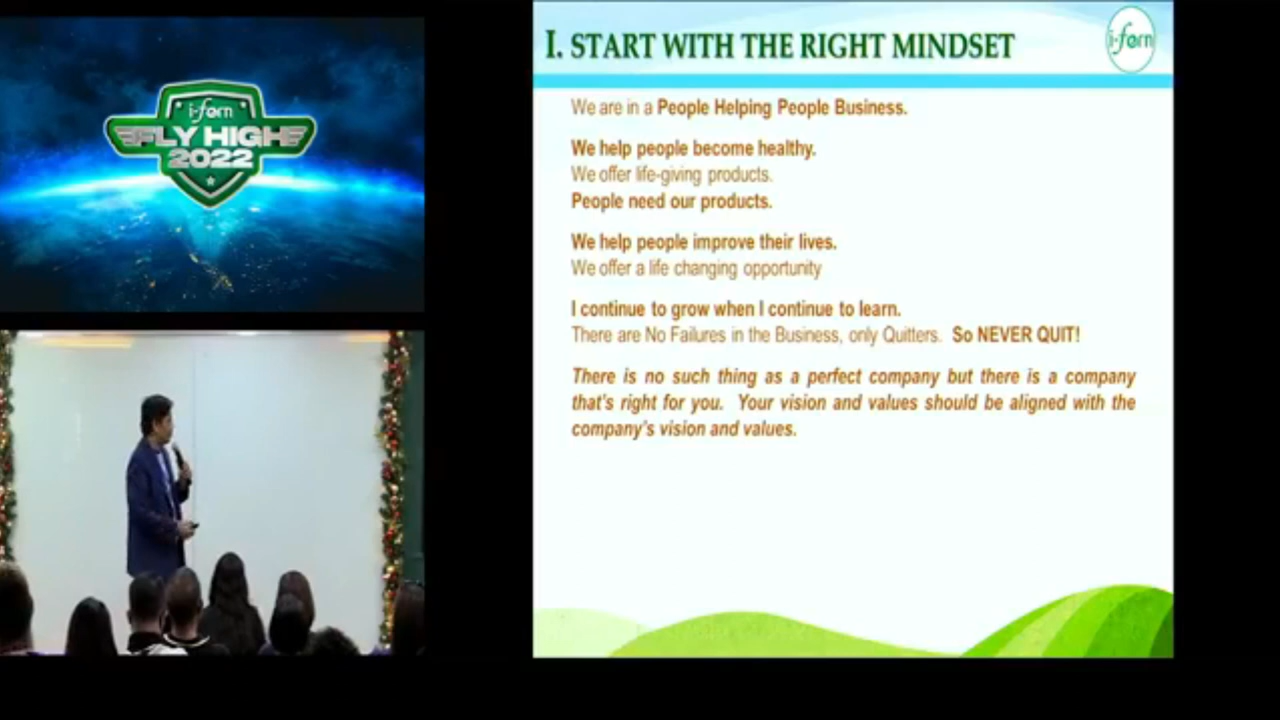 i-fern
FLY HIGH
2022
I. START WITH THE RIGHT MINDSET
i-fern
We are in a People Helping People Business.
We help people become healthy.
We offer life-giving products.
People need our products.
We help people improve their lives.
We offer a life changing opportunity
I continue to grow when I continue to learn.
There are No Failures in the Business, only Quitters. So NEVER QUIT!
There is no such thing as a perfect company but there is a company
that's right for you. Your vision and values should be aligned with the
company's vision and values.